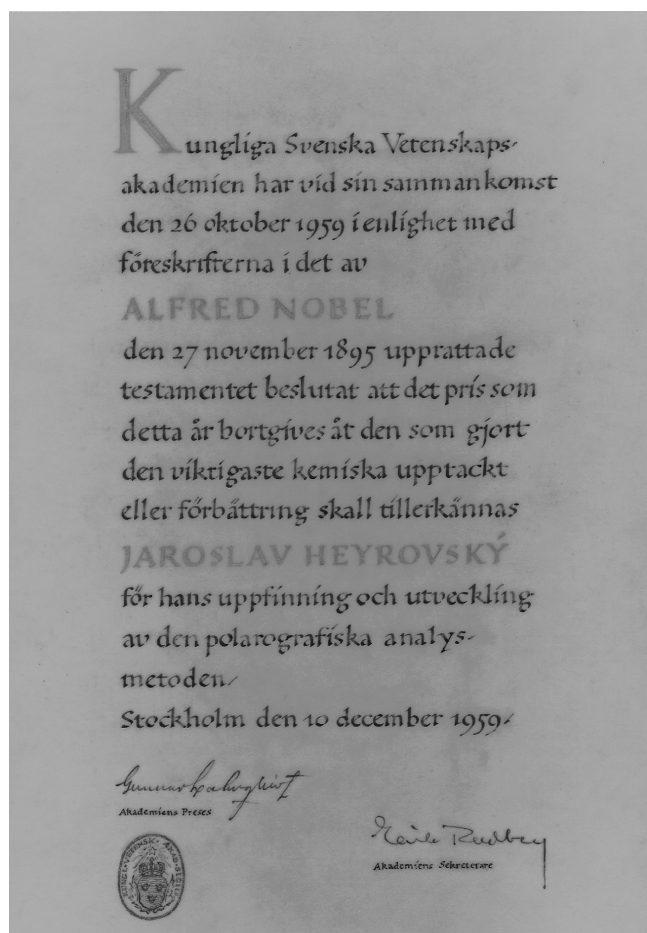 Kungliga Svenska Vetenskaps-
akademien har vid sin sammankomst
den 26 oktober 1959 i enlighet med
föreskrifterna i det av
ALFRED NOBEL
den 27 november 1895 upprättade
testamentet beslutat att det pris som
detta år bortgives åt den som gjort
den viktigaste kemiska upptäckt
eller förbättring skall tillerkännas
JAROSLAV HEYROVSKÝ
för hans uppfinning och utveckling
av den polarografiska analys-
metoden.
Stockholm den 10 december 1959.
Gunnar
Akademiens Preses
Akademiens Sekreterare